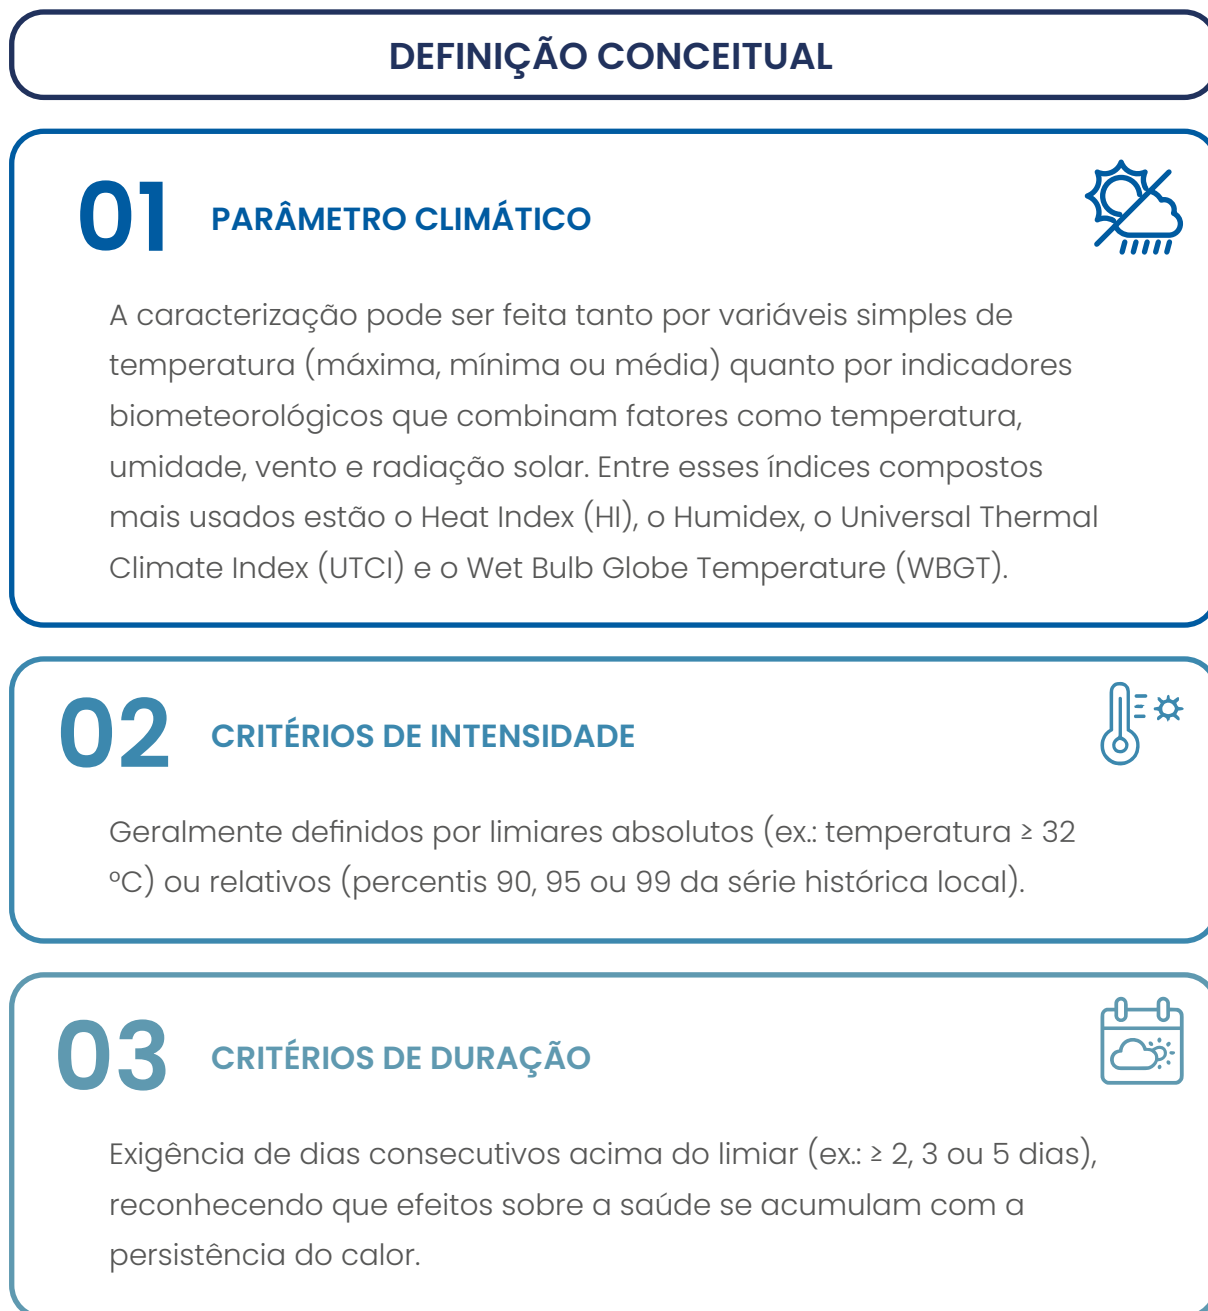 DEFINIÇÃO CONCEITUAL
01 PARÂMETRO CLIMÁTICO
A caracterização pode ser feita tanto por variáveis simples de
temperatura (máxima, mínima ou média) quanto por indicadores
biometeorológicos que combinam fatores como temperatura,
umidade, vento e radiação solar. Entre esses índices compostos
mais usados estão o Heat Index (HI), o Humidex, o Universal Thermal
Climate Index (UTCI) e o Wet Bulb Globe Temperature (WBGT).
02 CRITÉRIOS DE INTENSIDADE
Geralmente definidos por limiares absolutos (ex.: temperatura ≥ 32
°C) ou relativos (percentis 90, 95 ou 99 da série histórica local).
03 CRITÉRIOS DE DURAÇÃO
Exigência de dias consecutivos acima do limiar (ex.: ≥ 2, 3 ou 5 dias),
reconhecendo que efeitos sobre a saúde se acumulam com a
persistência do calor.